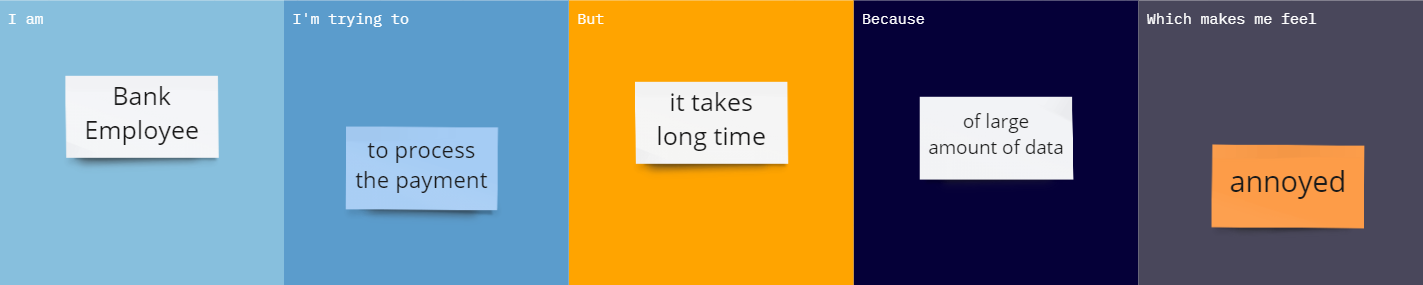 I am
Bank
Employee
I'm trying to
to process
the payment
But
it takes
long time
Because
of large
amount of data
Which makes me feel
annoyed